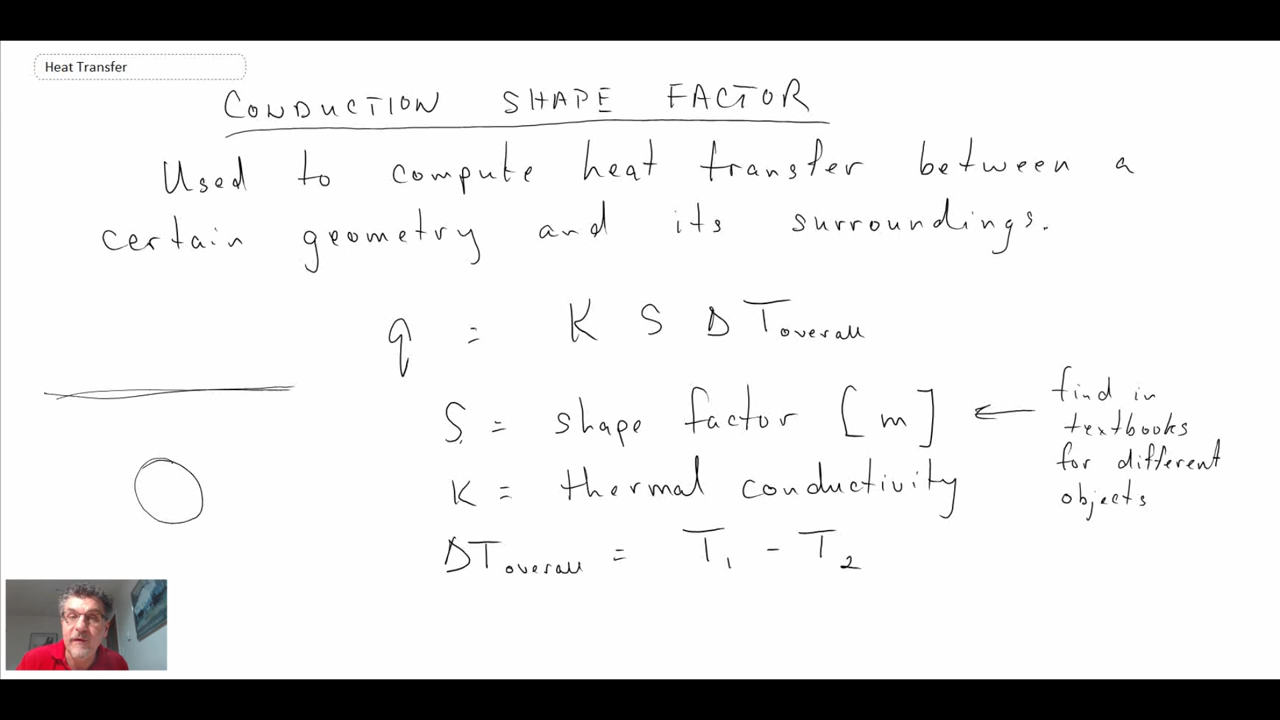 Heat Transfer
CONDUCTION SHAPE FACTOR
Used to compute heat transfer between a
certain geometry and its surroundings.
q = K S ΔT overall
S = shape factor [m] ← find in textbooks for different objects
K = thermal conductivity
ΔT overall = T₁ - T₂